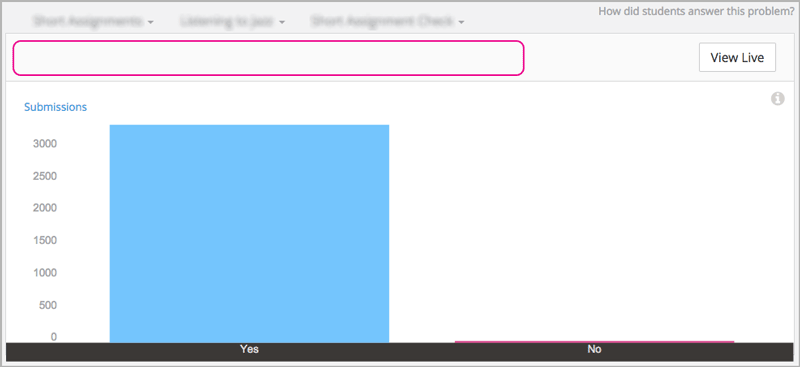 How did students answer this problem?
Short Assignments Listening to Jazz Short Assignment Check
View Live
Submissions
3000
2500
2000
1500
1000
500
0
Yes No